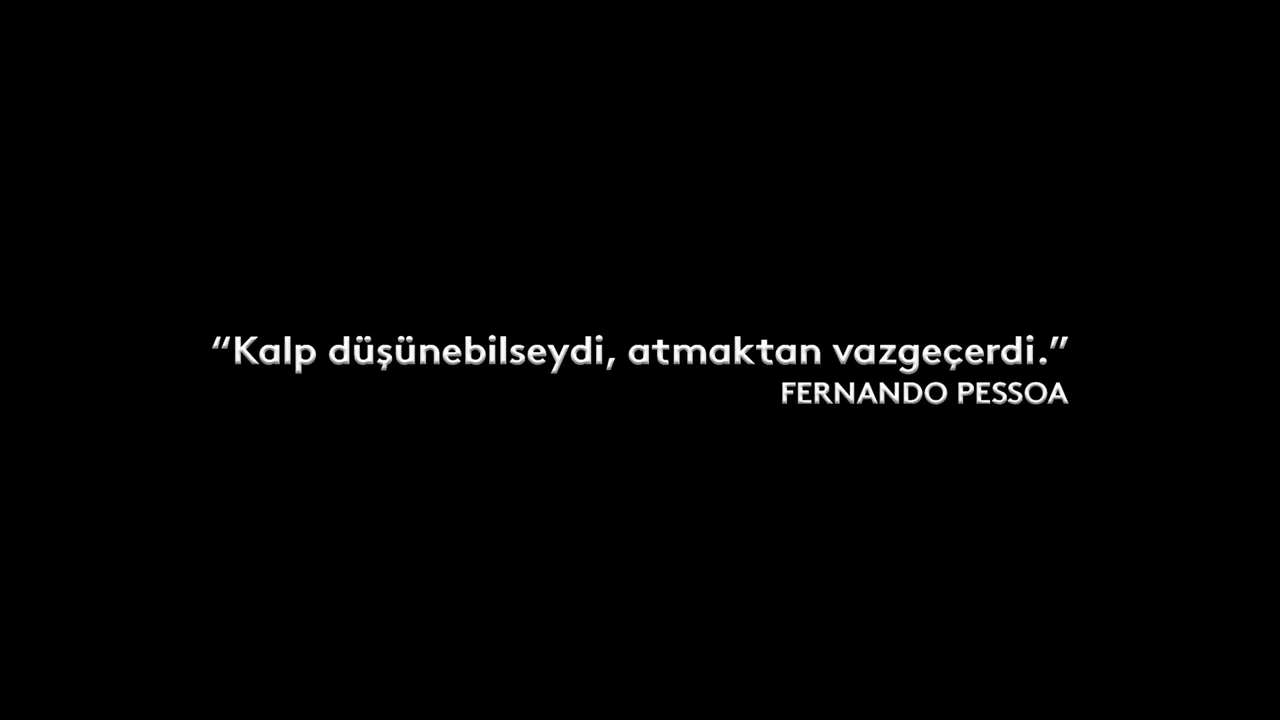 “Kalp düşünebilseydi, atmaktan vazgeçerdi.”
FERNANDO PESSOA